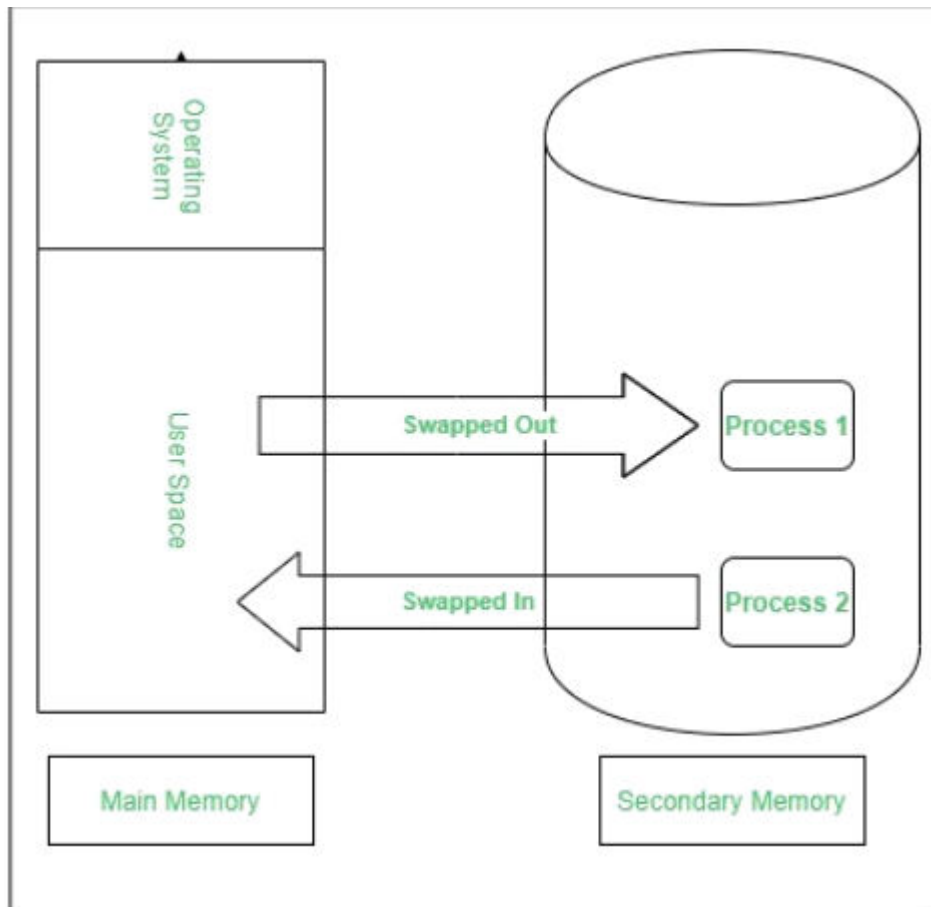 Operating
System
User Space
Swapped Out
Process 1
Swapped In
Process 2
Main Memory
Secondary Memory